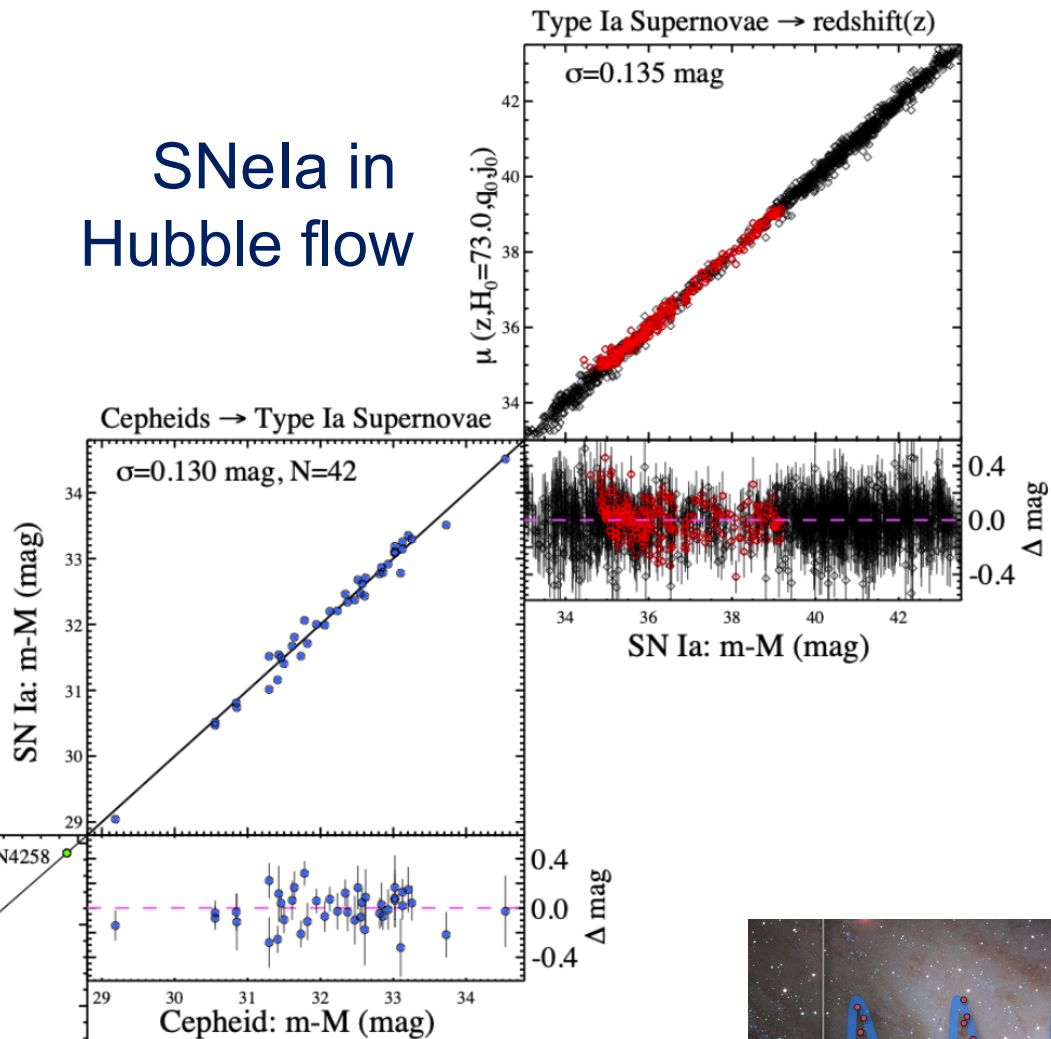 Type Ia Supernovae → redshift(z)
σ=0.135 mag
SNeIa in
Hubble flow
μ (z,H₀=73.0,q₀,j₀)
42
40
38
36
34
0.4
0.0
-0.4
Δ mag
34 36 38 40 42
SN Ia: m-M (mag)
Cepheids → Type Ia Supernovae
σ=0.130 mag, N=42
SN Ia: m-M (mag)
34
33
32
31
30
29
N4258
0.4
0.0
-0.4
Δ mag
29 30 31 32 33 34
Cepheid: m-M (mag)